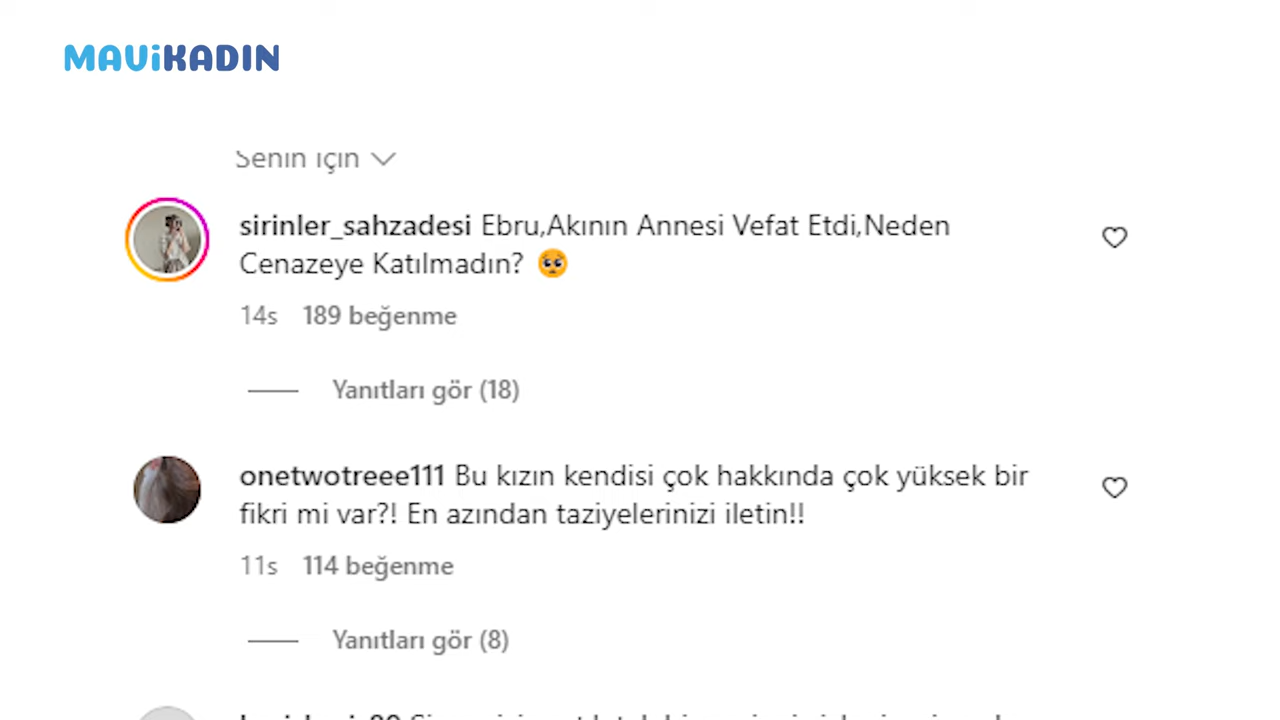 MAViKADIN
Senin için
sirinler_sahzadesi Ebru,Akının Annesi Vefat Etdi,Neden
Cenazeye Katılmadın? 🥺
14s 189 beğenme
Yanıtları gör (18)
onetwotreee111 Bu kızın kendisi çok hakkında çok yüksek bir
fikri mi var?! En azından taziyelerinizi iletin!!
11s 114 beğenme
Yanıtları gör (8)